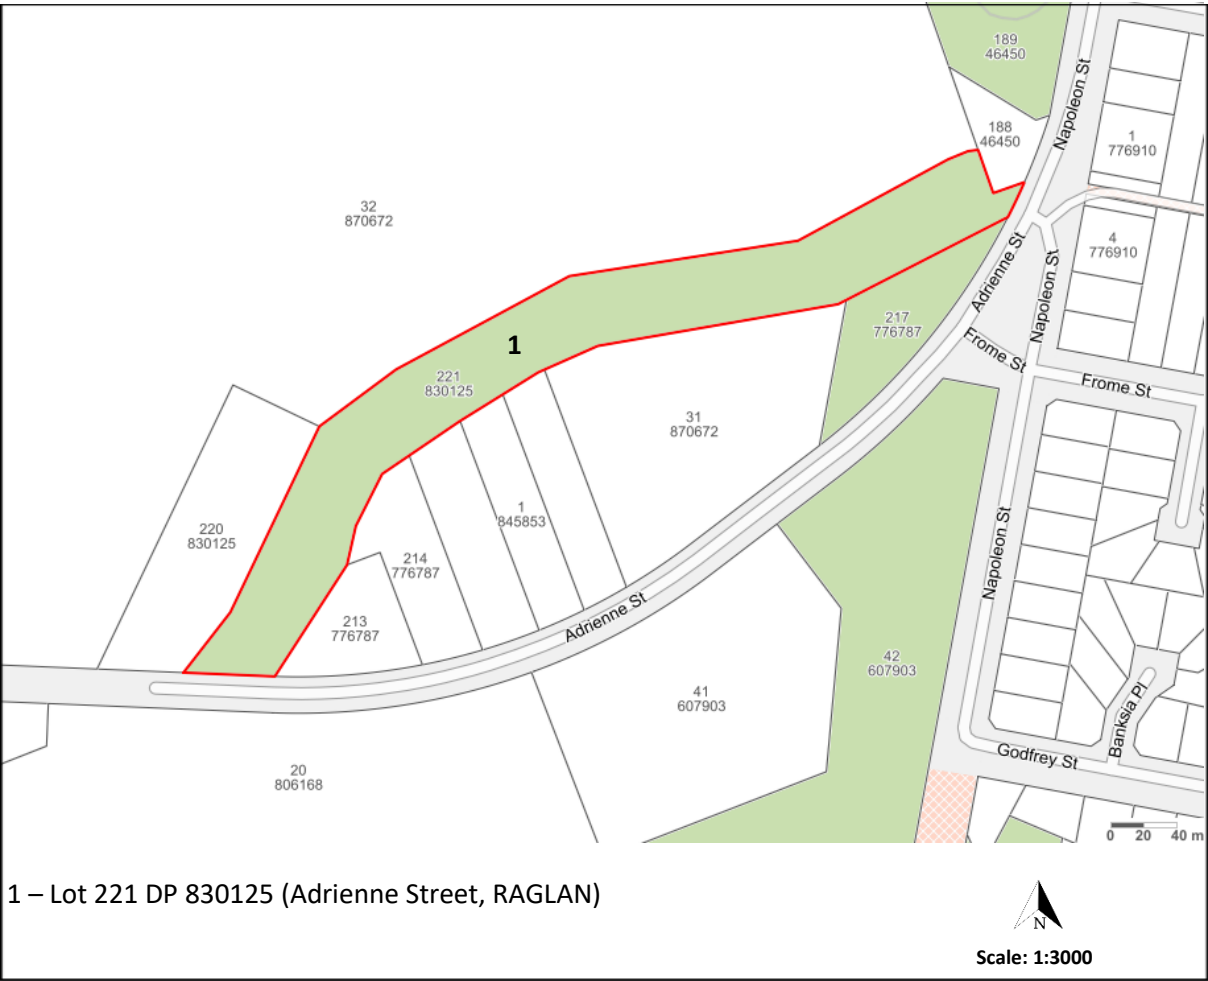 189
46450
Napoleon St
188
46450
1
776910
32
870672
4
776910
Adrienne St
Napoleon St
217
776787
Frome St
1
221
830125
Frome St
31
870672
1
845853
220
830125
214
776787
Napoleon St
213
776787
Adrienne St
42
607903
41
607903
Banksia Pl
Godfrey St
20
806168
0 20 40 m
1 – Lot 221 DP 830125 (Adrienne Street, RAGLAN)
N
Scale: 1:3000